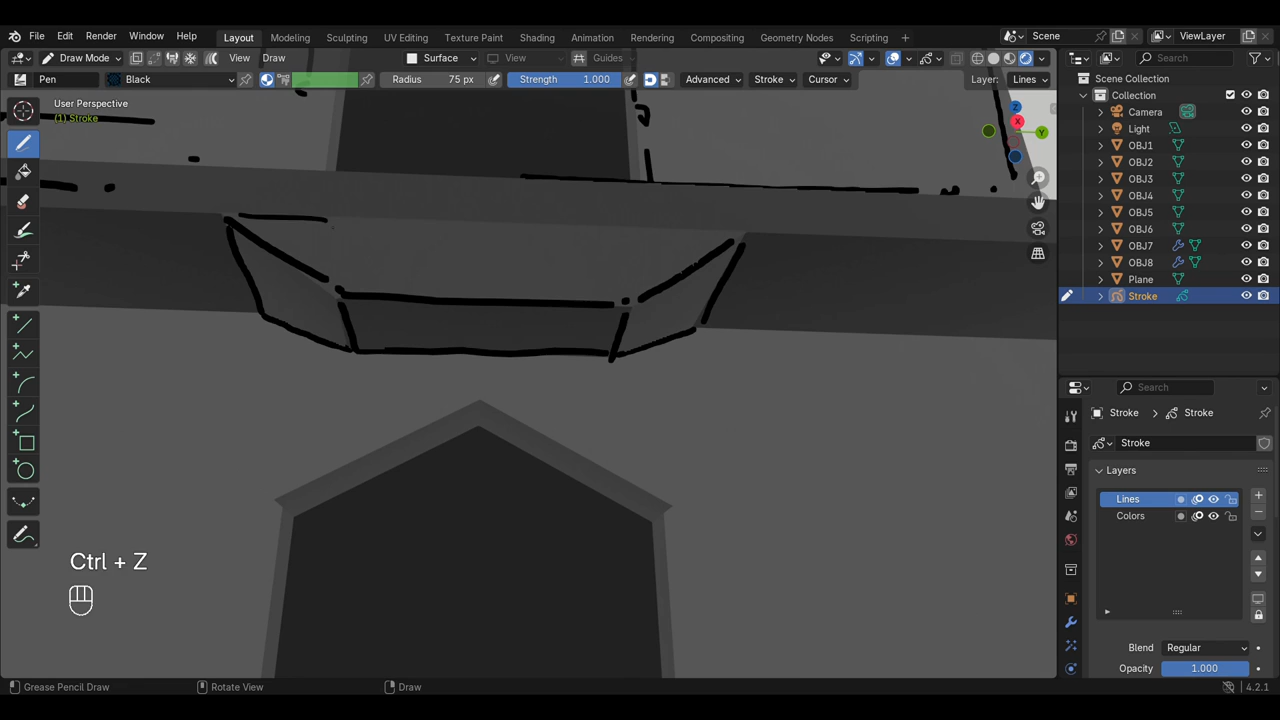 File Edit Render Window Help Layout Modeling Sculpting UV Editing Texture Paint Shading Animation Rendering Compositing Geometry Nodes Scripting Scene ViewLayer
Draw Mode View Draw Surface View Guides Search
Pen Black Radius 75 px Strength 1.000 Advanced Stroke Cursor Layer: Lines
Scene Collection
Collection
User Perspective
(1) Stroke
Camera
Light
OBJ1
OBJ2
OBJ3
OBJ4
OBJ5
OBJ6
OBJ7
OBJ8
Plane
Stroke
Z
X
Y
Search
Stroke > Stroke
Stroke
Layers
Lines
Colors
Ctrl + Z
Blend Regular
Opacity 1.000
Grease Pencil Draw Rotate View Draw 4.2.1